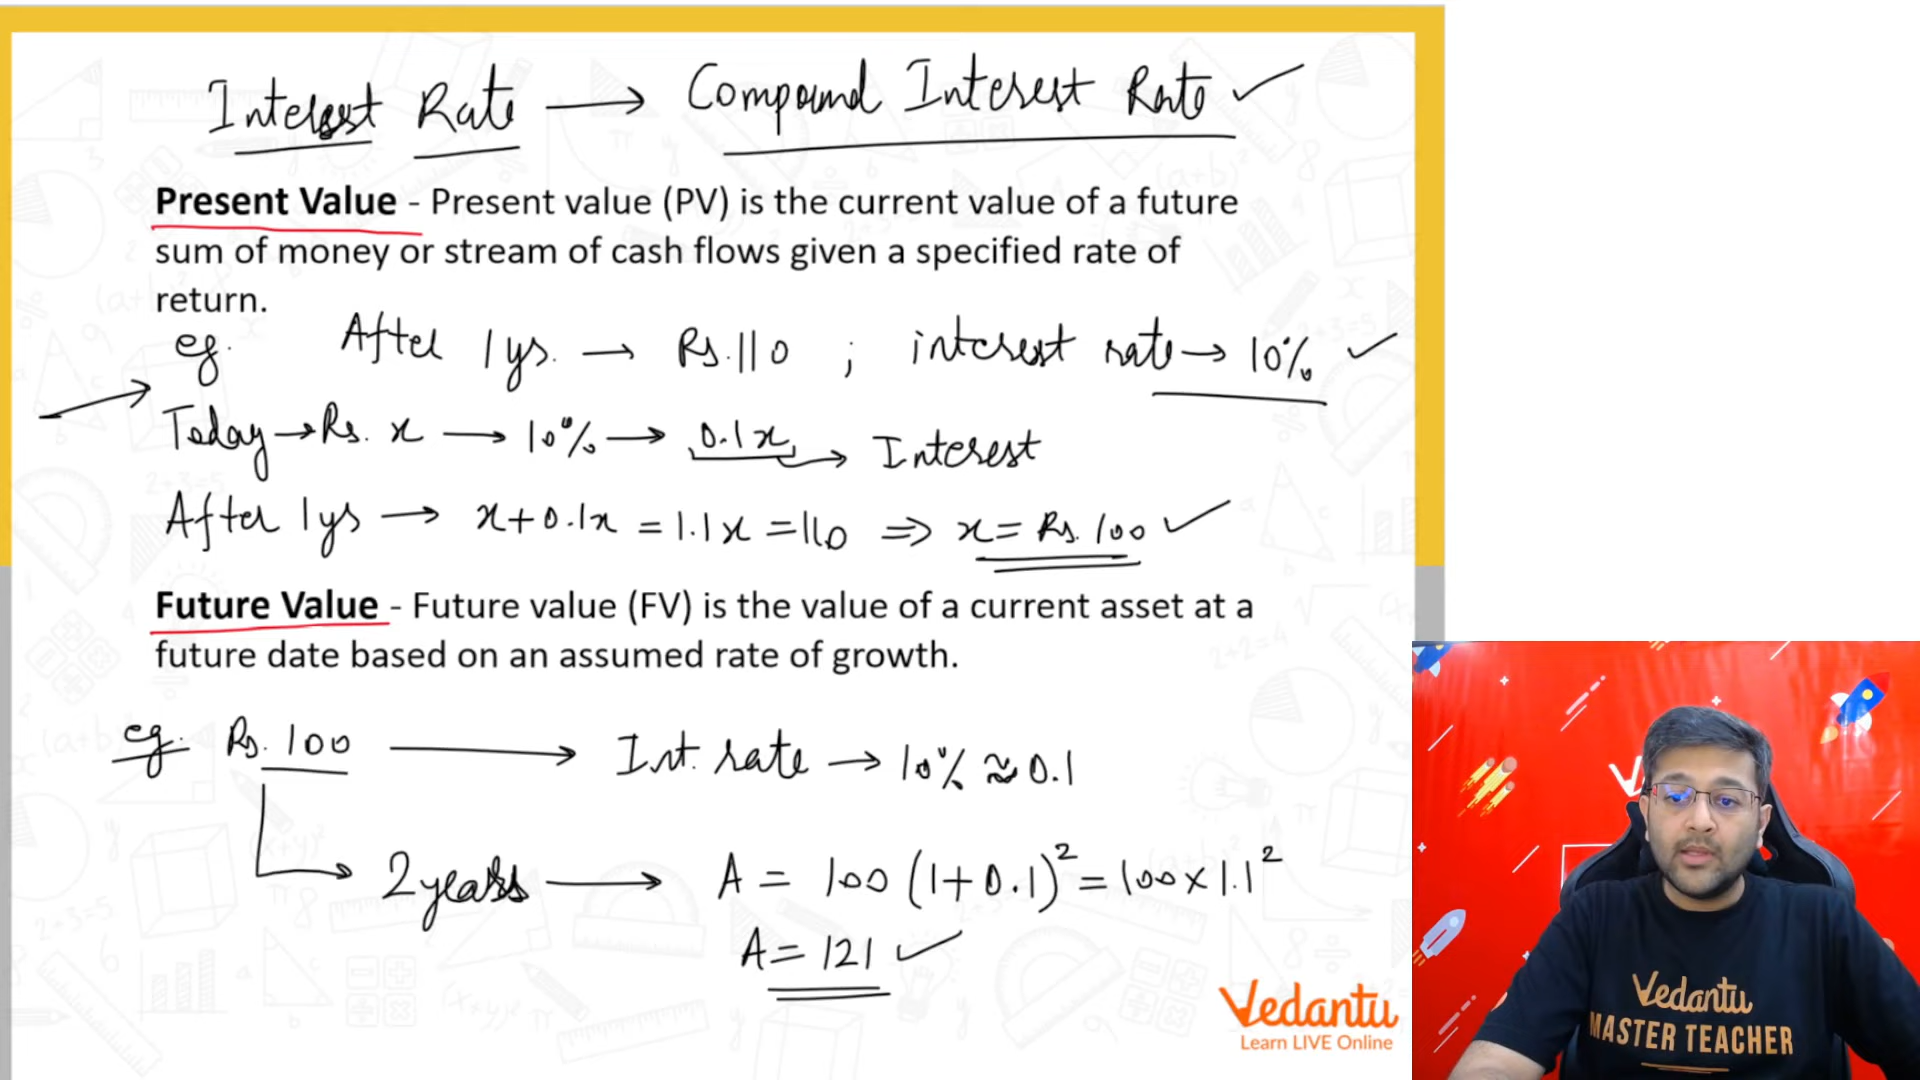 Interest Rate → Compound Interest Rate ✓
Present Value - Present value (PV) is the current value of a future
sum of money or stream of cash flows given a specified rate of
return.
eg. After 1 yr. → Rs. 110 ; interest rate → 10% ✓
Today → Rs. x → 10% → 0.1x → Interest
After 1 yr → x+0.1x = 1.1x = 110 ⇒ x = Rs. 100 ✓
Future Value - Future value (FV) is the value of a current asset at a
future date based on an assumed rate of growth.
eg. Rs. 100 → Int. rate → 10% ≈ 0.1
2 years → A = 100 (1+0.1)² = 100 × 1.1²
A = 121 ✓
Vedantu
Learn LIVE Online
Vedantu
MASTER TEACHER